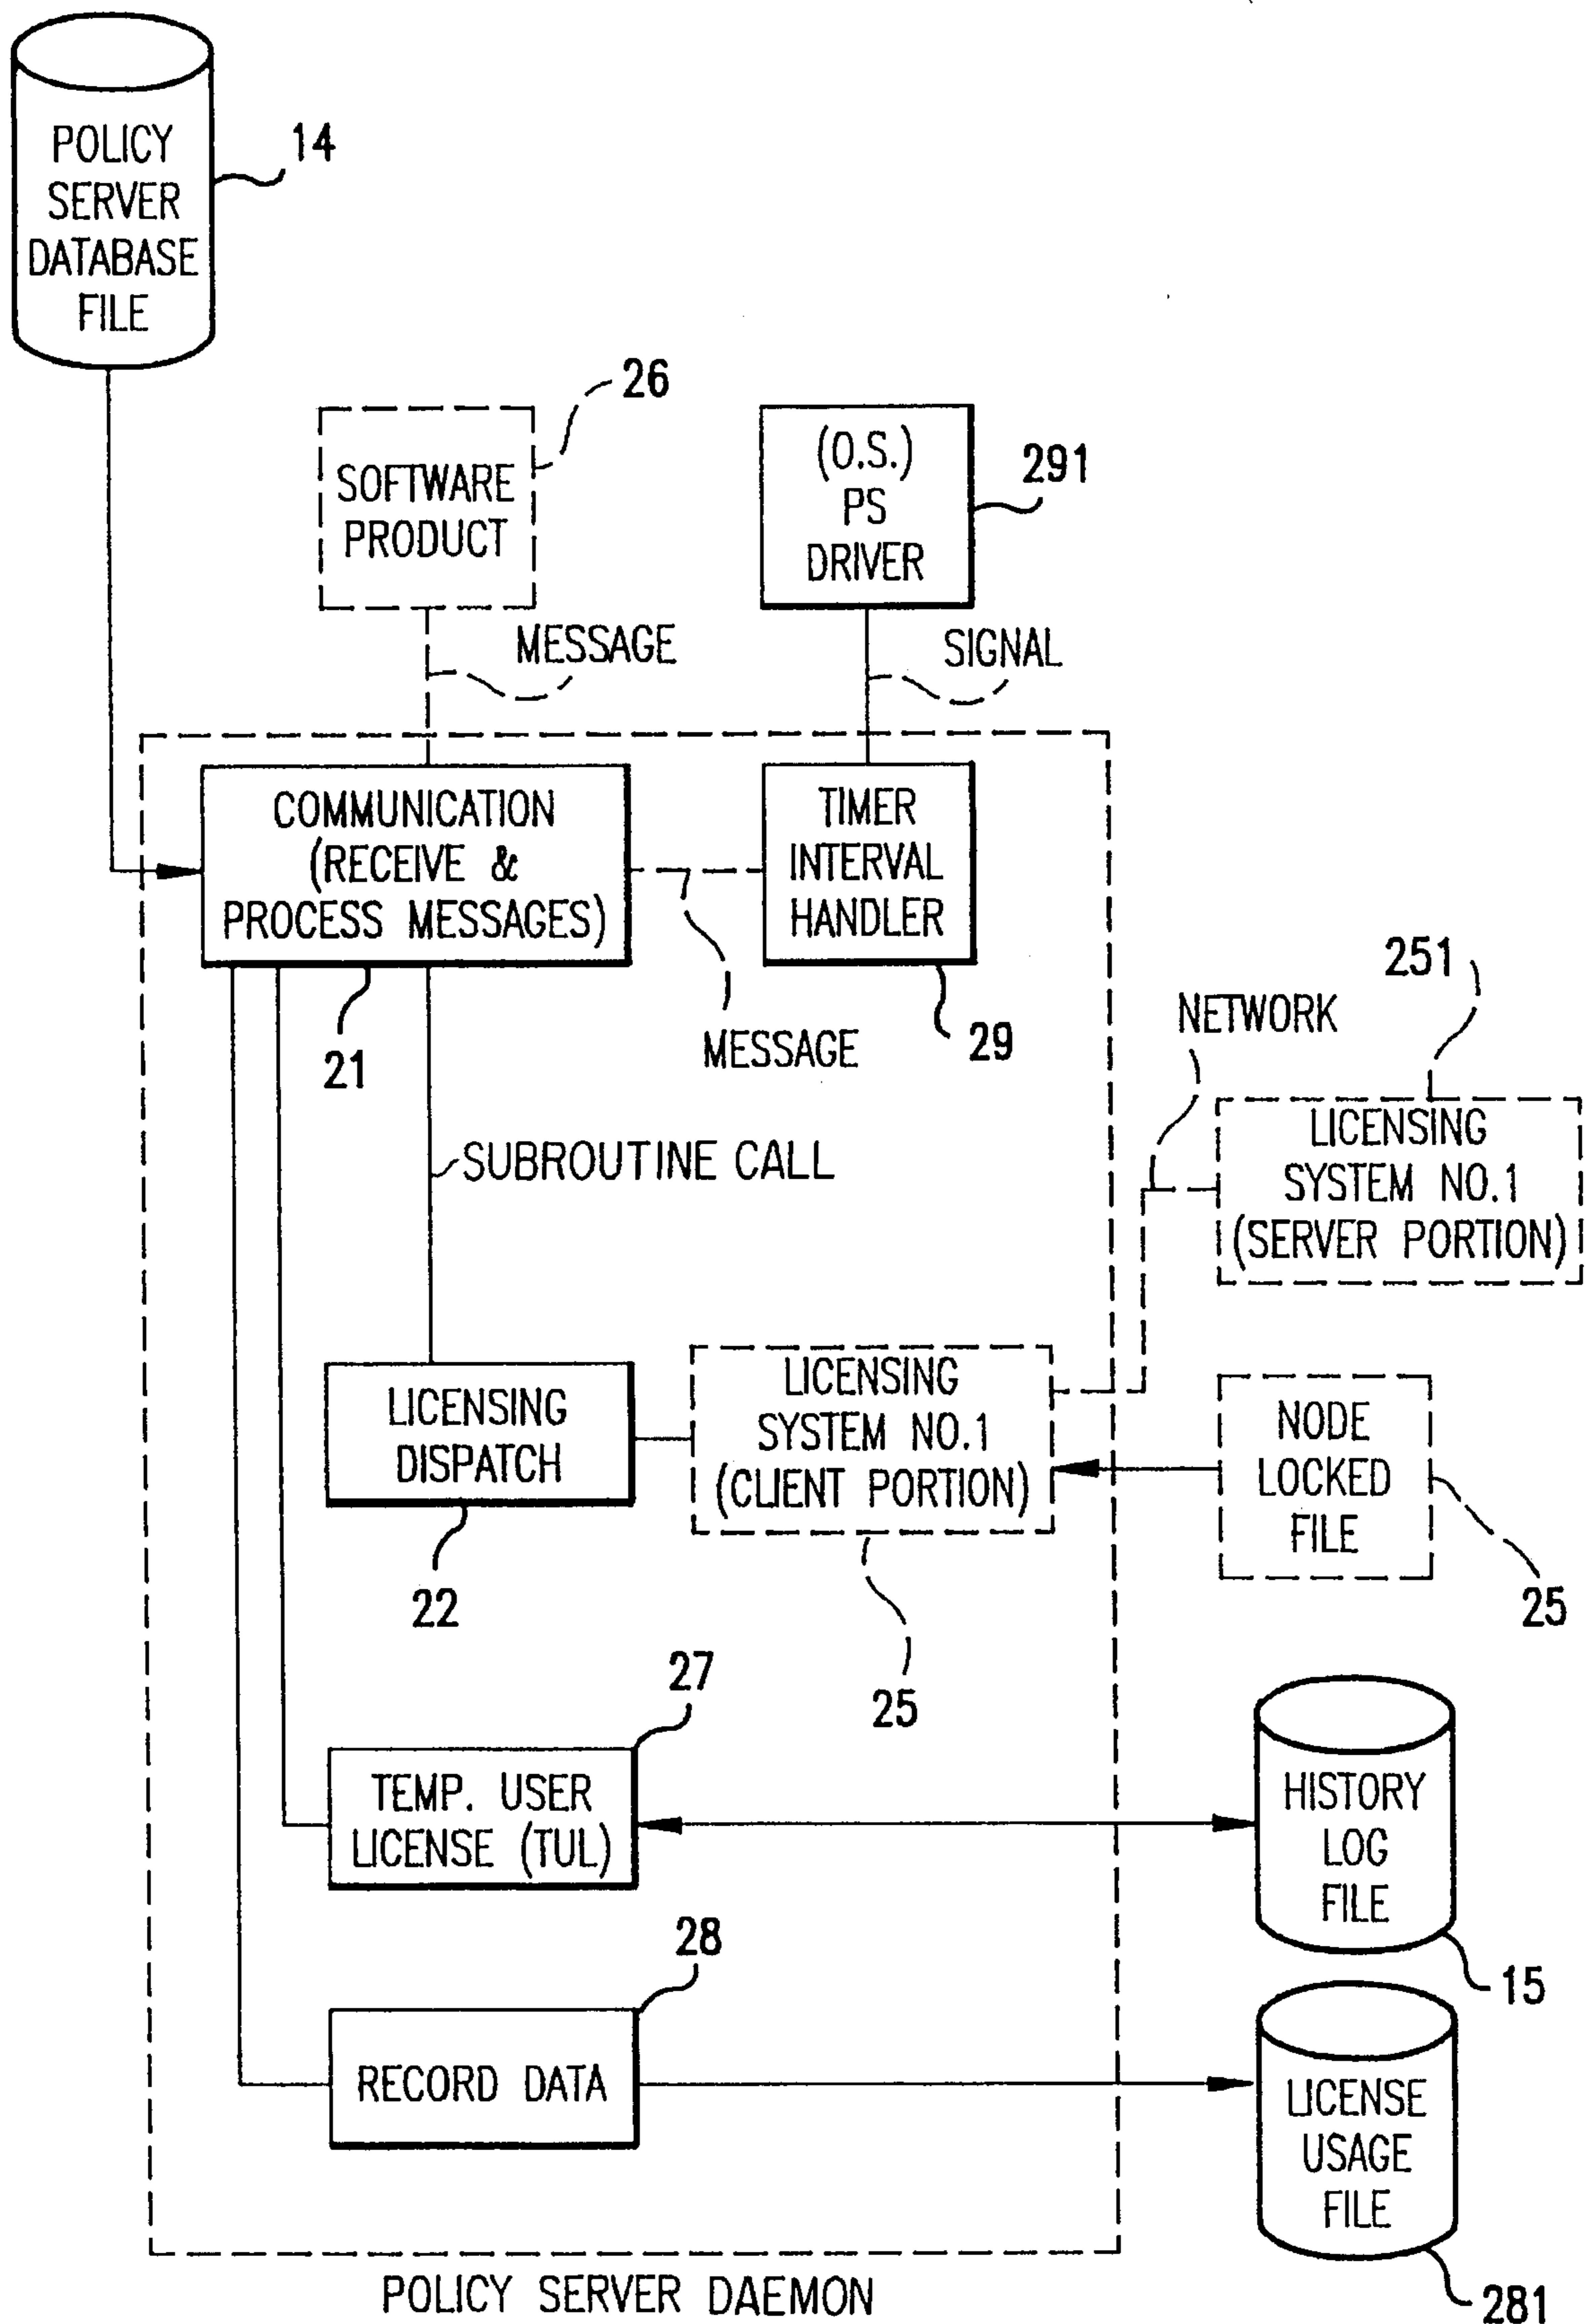 POLICY
SERVER
DATABASE
FILE
14
26
SOFTWARE
PRODUCT
(O.S.)
PS
DRIVER
291
MESSAGE
SIGNAL
COMMUNICATION
(RECEIVE &
PROCESS MESSAGES)
TIMER
INTERVAL
HANDLER
21
MESSAGE
29
251
NETWORK
LICENSING
SYSTEM NO.1
(SERVER PORTION)
SUBROUTINE CALL
LICENSING
DISPATCH
22
LICENSING
SYSTEM NO.1
(CLIENT PORTION)
25
NODE
LOCKED
FILE
25
27
TEMP. USER
LICENSE (TUL)
HISTORY
LOG
FILE
15
28
RECORD DATA
LICENSE
USAGE
FILE
281
POLICY SERVER DAEMON